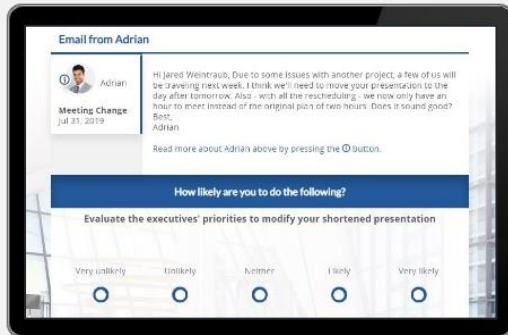 Email from Adrian
Adrian
Meeting Change
Jul 31, 2019
Hi Jared Weintraub, Due to some issues with another project, a few of us will
be traveling next week. I think we'll need to move your presentation to the
day after tomorrow. Also - with all the rescheduling - we now only have an
hour to meet instead of the original plan of two hours. Does it sound good?
Best,
Adrian
Read more about Adrian above by pressing the ⓘ button.
How likely are you to do the following?
Evaluate the executives' priorities to modify your shortened presentation
Very unlikely Unlikely Neither Likely Very likely